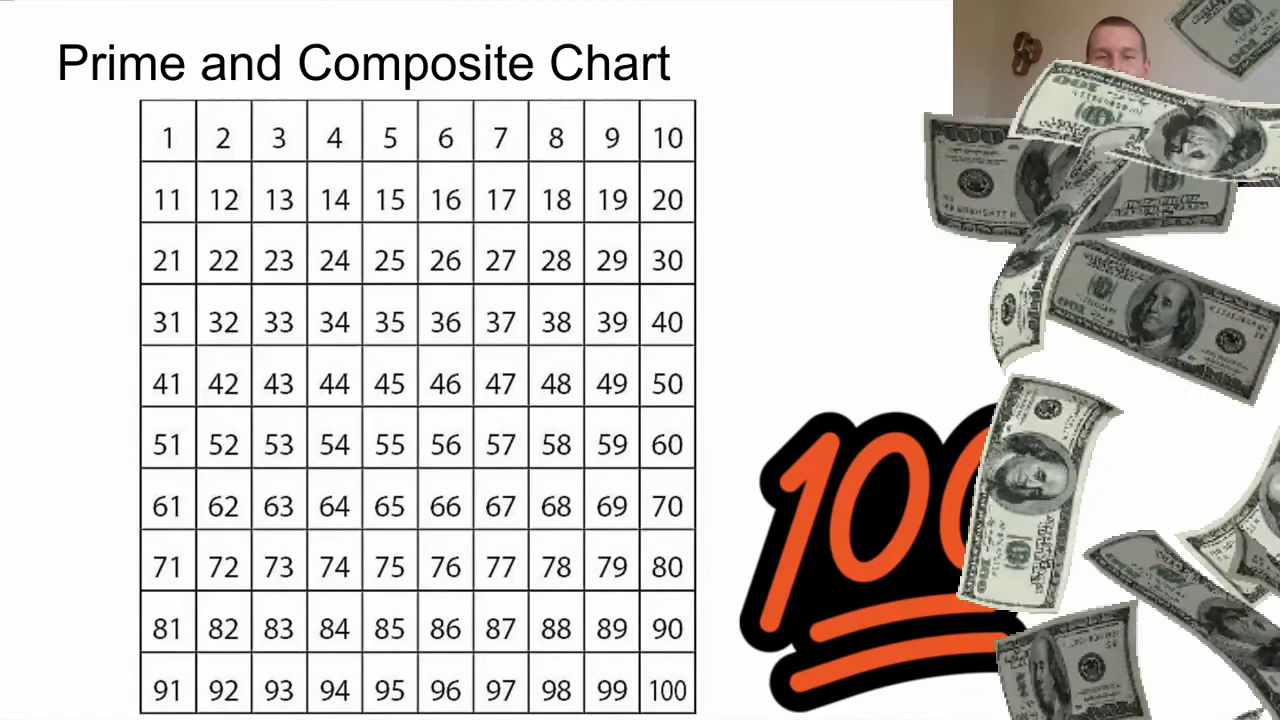 Prime and Composite Chart
1 2 3 4 5 6 7 8 9 10
11 12 13 14 15 16 17 18 19 20
21 22 23 24 25 26 27 28 29 30
31 32 33 34 35 36 37 38 39 40
41 42 43 44 45 46 47 48 49 50
51 52 53 54 55 56 57 58 59 60
61 62 63 64 65 66 67 68 69 70
71 72 73 74 75 76 77 78 79 80
81 82 83 84 85 86 87 88 89 90
91 92 93 94 95 96 97 98 99 100
100